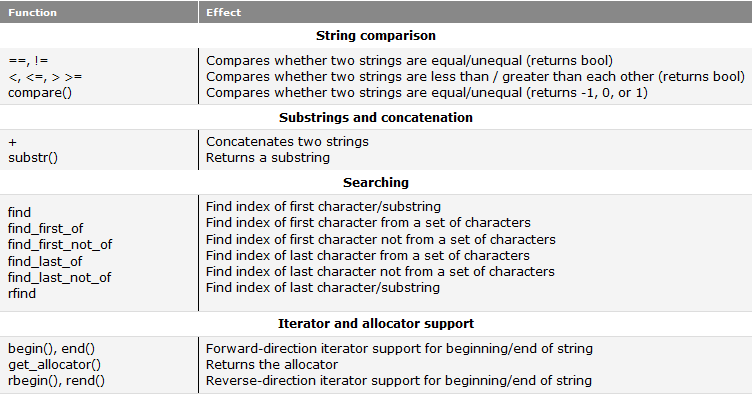 Function Effect
String comparison
==, != Compares whether two strings are equal/unequal (returns bool)
<, <=, > >= Compares whether two strings are less than / greater than each other (returns bool)
compare() Compares whether two strings are equal/unequal (returns -1, 0, or 1)
Substrings and concatenation
+ Concatenates two strings
substr() Returns a substring
Searching
find Find index of first character/substring
find_first_of Find index of first character from a set of characters
find_first_not_of Find index of first character not from a set of characters
find_last_of Find index of last character from a set of characters
find_last_not_of Find index of last character not from a set of characters
rfind Find index of last character/substring
Iterator and allocator support
begin(), end() Forward-direction iterator support for beginning/end of string
get_allocator() Returns the allocator
rbegin(), rend() Reverse-direction iterator support for beginning/end of string